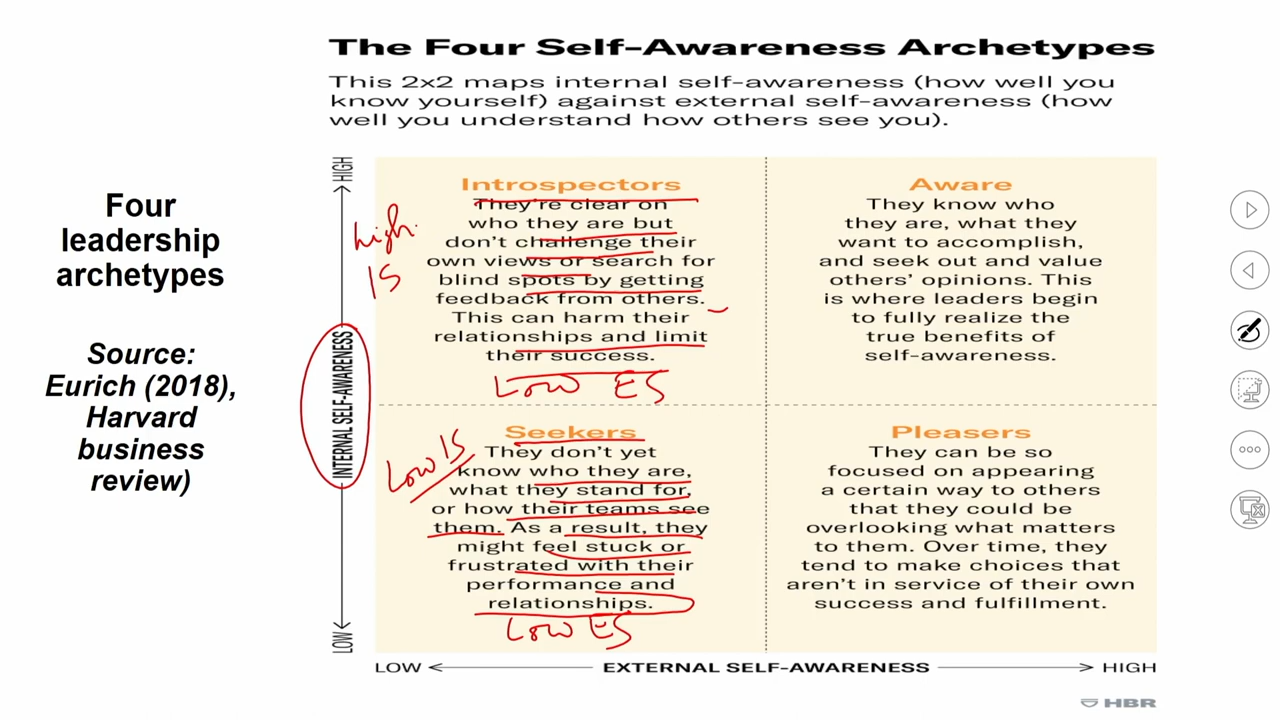 The Four Self-Awareness Archetypes
This 2x2 maps internal self-awareness (how well you
know yourself) against external self-awareness (how
well you understand how others see you).
Four
leadership
archetypes
Source:
Eurich (2018),
Harvard
business
review)
HIGH
INTERNAL SELF-AWARENESS
LOW
high
IS
Introspectors
They're clear on
who they are but
don't challenge their
own views or search for
blind spots by getting
feedback from others.
This can harm their
relationships and limit
their success.
Low ES
Aware
They know who
they are, what they
want to accomplish,
and seek out and value
others' opinions. This
is where leaders begin
to fully realize the
true benefits of
self-awareness.
Low IS
Seekers
They don't yet
know who they are,
what they stand for,
or how their teams see
them. As a result, they
might feel stuck or
frustrated with their
performance and
relationships.
Low ES
Pleasers
They can be so
focused on appearing
a certain way to others
that they could be
overlooking what matters
to them. Over time, they
tend to make choices that
aren't in service of their own
success and fulfillment.
LOW EXTERNAL SELF-AWARENESS HIGH
HBR